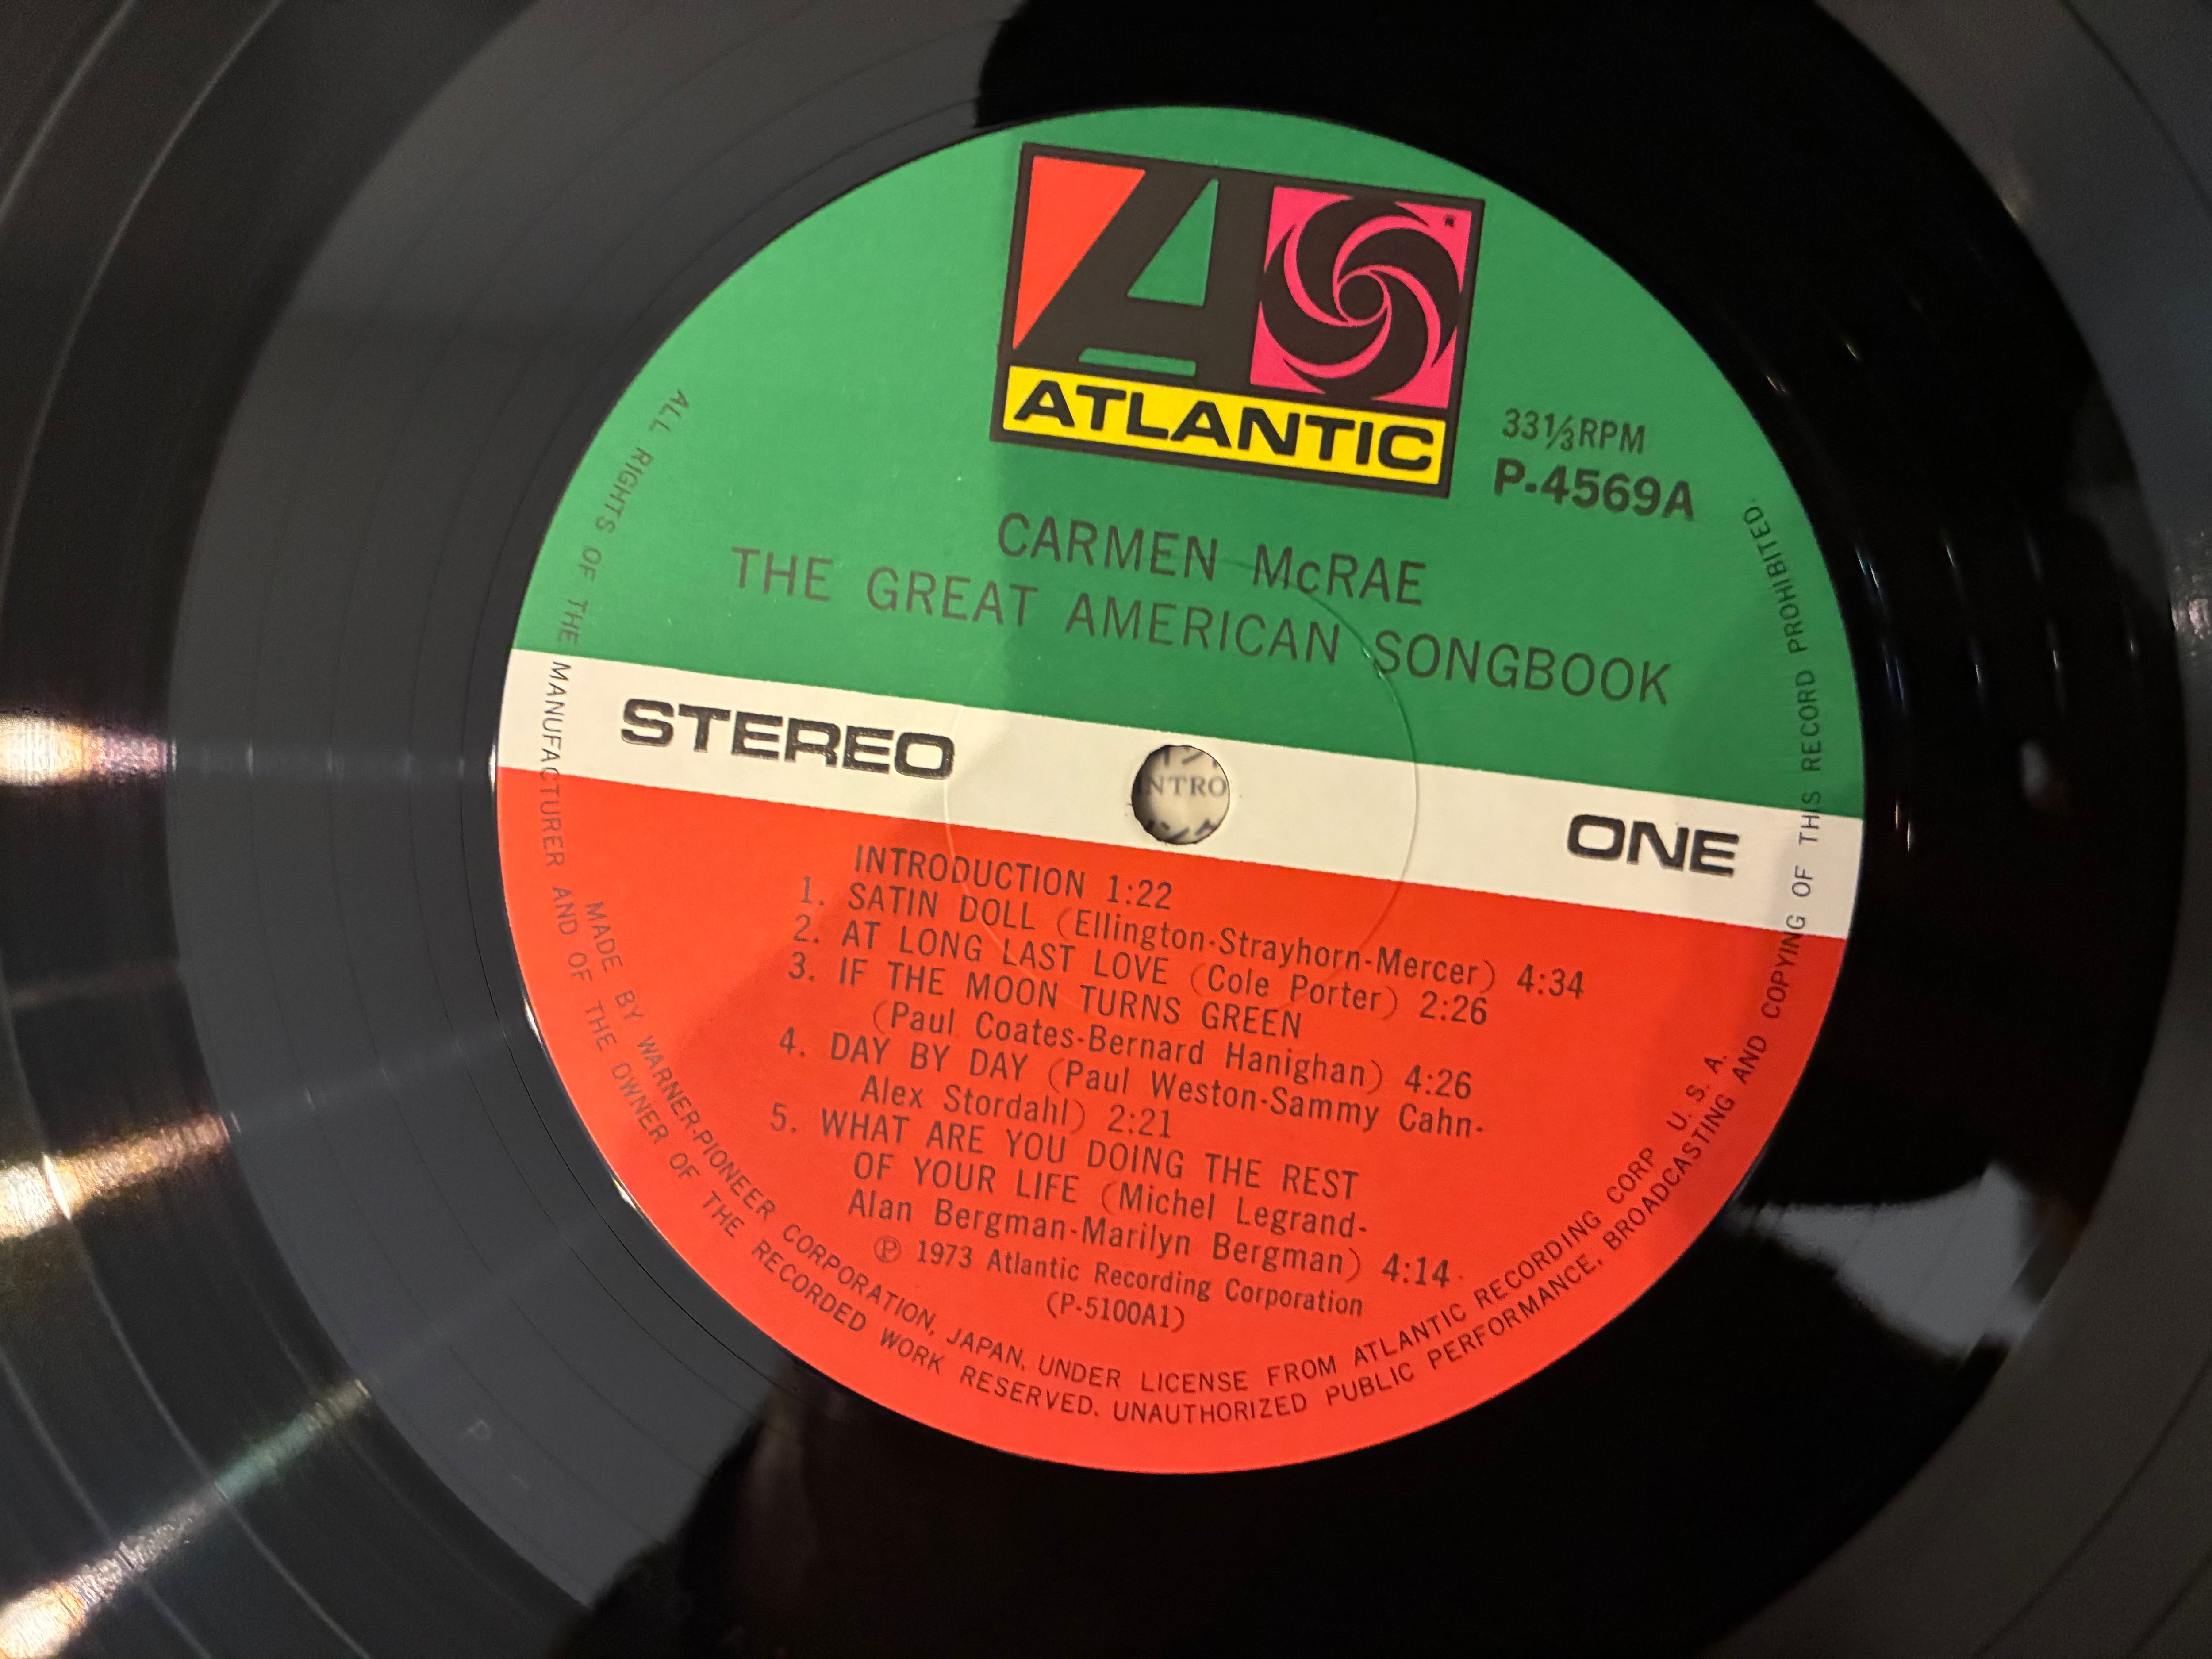 ATLANTIC
33⅓RPM
P-4569A
CARMEN McRAE
THE GREAT AMERICAN SONGBOOK
STEREO
NTRO
ONE
INTRODUCTION 1:22
1. SATIN DOLL (Ellington-Strayhorn-Mercer) 4:34
2. AT LONG LAST LOVE (Cole Porter) 2:26
3. IF THE MOON TURNS GREEN
(Paul Coates-Bernard Hanighan) 4:26
4. DAY BY DAY (Paul Weston-Sammy Cahn-
Alex Stordahl) 2:21
5. WHAT ARE YOU DOING THE REST
OF YOUR LIFE (Michel Legrand-
Alan Bergman-Marilyn Bergman) 4:14
Ⓟ 1973 Atlantic Recording Corporation
(P-5100A1)
MADE BY WARNER-PIONEER CORPORATION, JAPAN, UNDER LICENSE FROM ATLANTIC RECORDING CORP U. S. A.
ALL RIGHTS OF THE MANUFACTURER AND OF THE OWNER OF THE RECORDED WORK RESERVED. UNAUTHORIZED PUBLIC PERFORMANCE, BROADCASTING AND COPYING OF THIS RECORD PROHIBITED.